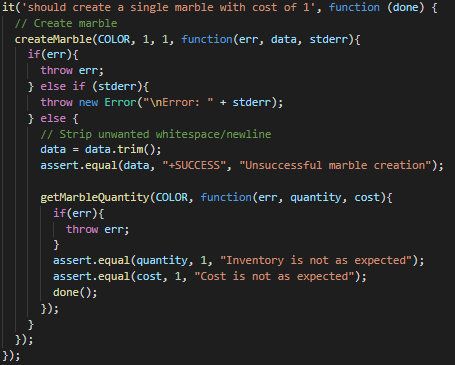 it('should create a single marble with cost of 1', function (done) {
  // Create marble
  createMarble(COLOR, 1, 1, function(err, data, stderr){
    if(err){
      throw err;
    } else if (stderr){
      throw new Error("\nError: " + stderr);
    } else {
      // Strip unwanted whitespace/newline
      data = data.trim();
      assert.equal(data, "+SUCCESS", "Unsuccessful marble creation");

      getMarbleQuantity(COLOR, function(err, quantity, cost){
        if(err){
          throw err;
        }
        assert.equal(quantity, 1, "Inventory is not as expected");
        assert.equal(cost, 1, "Cost is not as expected");
        done();
      });
    }
  });
});